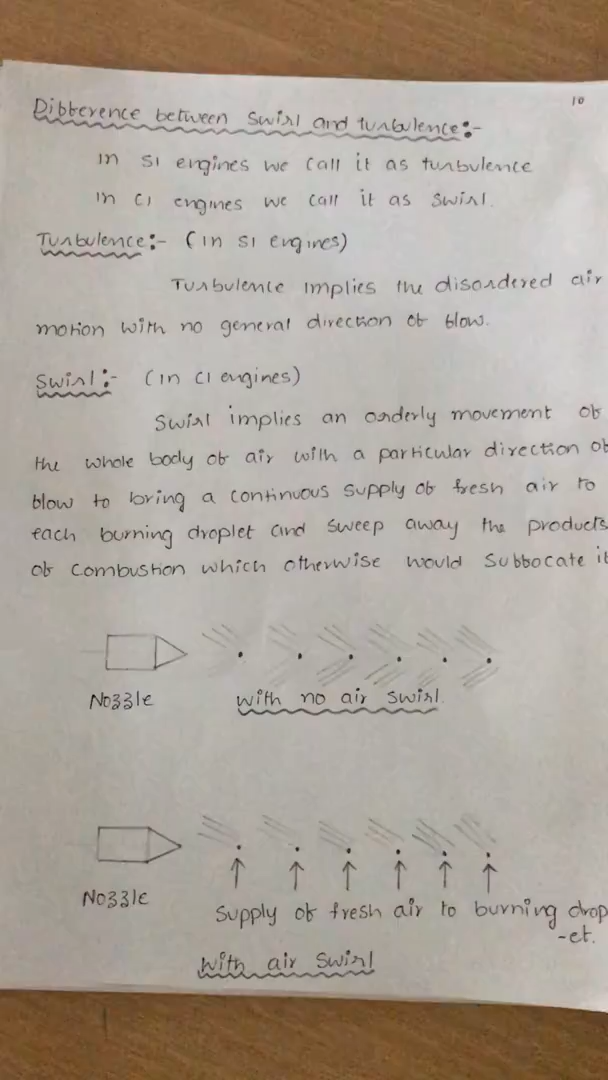 10
Difference between swirl and turbulence:-
In SI engines we call it as turbulence
In CI engines we call it as swirl.
Turbulence:- (in SI engines)
Turbulence implies the disordered air
motion with no general direction of flow.
Swirl:- (in CI engines)
Swirl implies an orderly movement of
the whole body of air with a particular direction of
flow to bring a continuous supply of fresh air to
each burning droplet and sweep away the products
of combustion which otherwise would suffocate it
Nozzle
with no air swirl
Nozzle
Supply of fresh air to burning drop
-et.
With air swirl